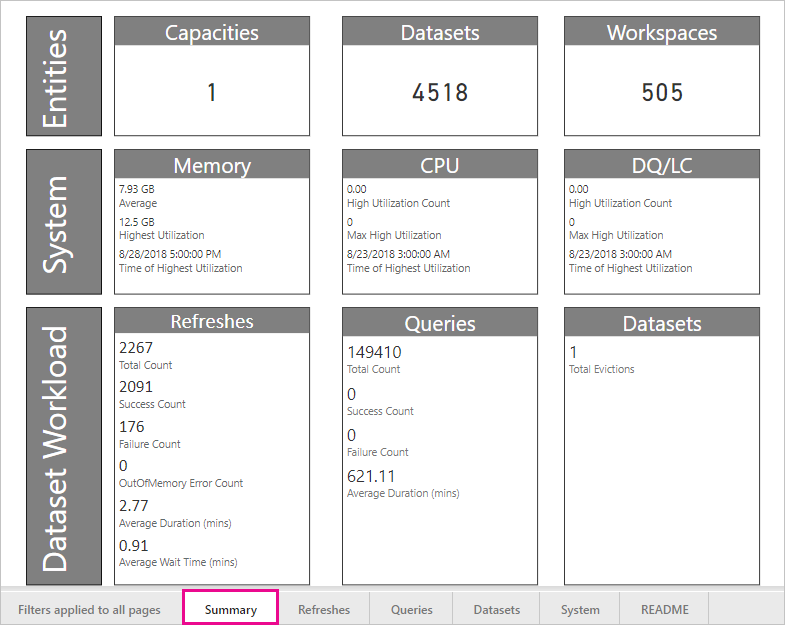 Entities
Capacities
1
Datasets
4518
Workspaces
505
System
Memory
7.93 GB
Average
12.5 GB
Highest Utilization
8/28/2018 5:00:00 PM
Time of Highest Utilization
CPU
0.00
High Utilization Count
0
Max High Utilization
8/23/2018 3:00:00 AM
Time of Highest Utilization
DQ/LC
0.00
High Utilization Count
0
Max High Utilization
8/23/2018 3:00:00 AM
Time of Highest Utilization
Dataset Workload
Refreshes
2267
Total Count
2091
Success Count
176
Failure Count
0
OutOfMemory Error Count
2.77
Average Duration (mins)
0.91
Average Wait Time (mins)
Queries
149410
Total Count
0
Success Count
0
Failure Count
621.11
Average Duration (mins)
Datasets
1
Total Evictions
Filters applied to all pages
Summary
Refreshes
Queries
Datasets
System
README